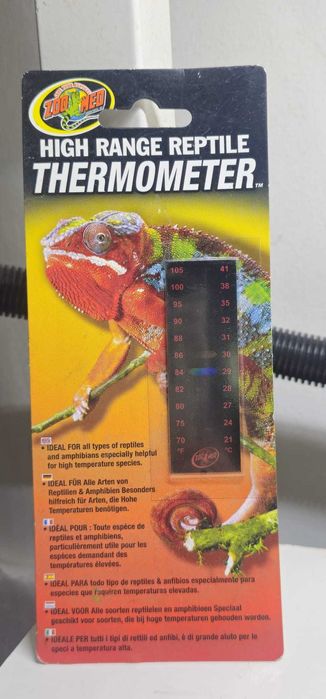 ZOO MED
HIGH RANGE REPTILE
THERMOMETER™
105 41
100 38
95 35
90 32
88 31
86 30
84 29
82 28
80 27
75 24
70 21
°F °C
ZOO MED
• IDEAL FOR all types of reptiles
and amphibians especially helpful
for high temperature species.
• IDEAL FÜR Alle Arten von
Reptilien & Amphibien Besonders
hilfreich für Arten, die Hohe
Temperaturen benötigen.
• IDÉAL POUR : Toute espèce de
reptiles et amphibiens,
particulièrement utile pour les
espèces demandant des
températures élevées.
• IDEAL PARA todo tipo de reptiles & anfibios especialmente para
especies que requiren temperaturas elevadas.
• IDEAL VOOR Alle soorten reptielen en amphibieen Speciaal
geschikt voor soorten, die bij hoge temperaturen gehouden worden.
• IDEALE PER tutti i tipi di rettili ed anfibi, è di grande aiuto per le
speci a temperatura alta.